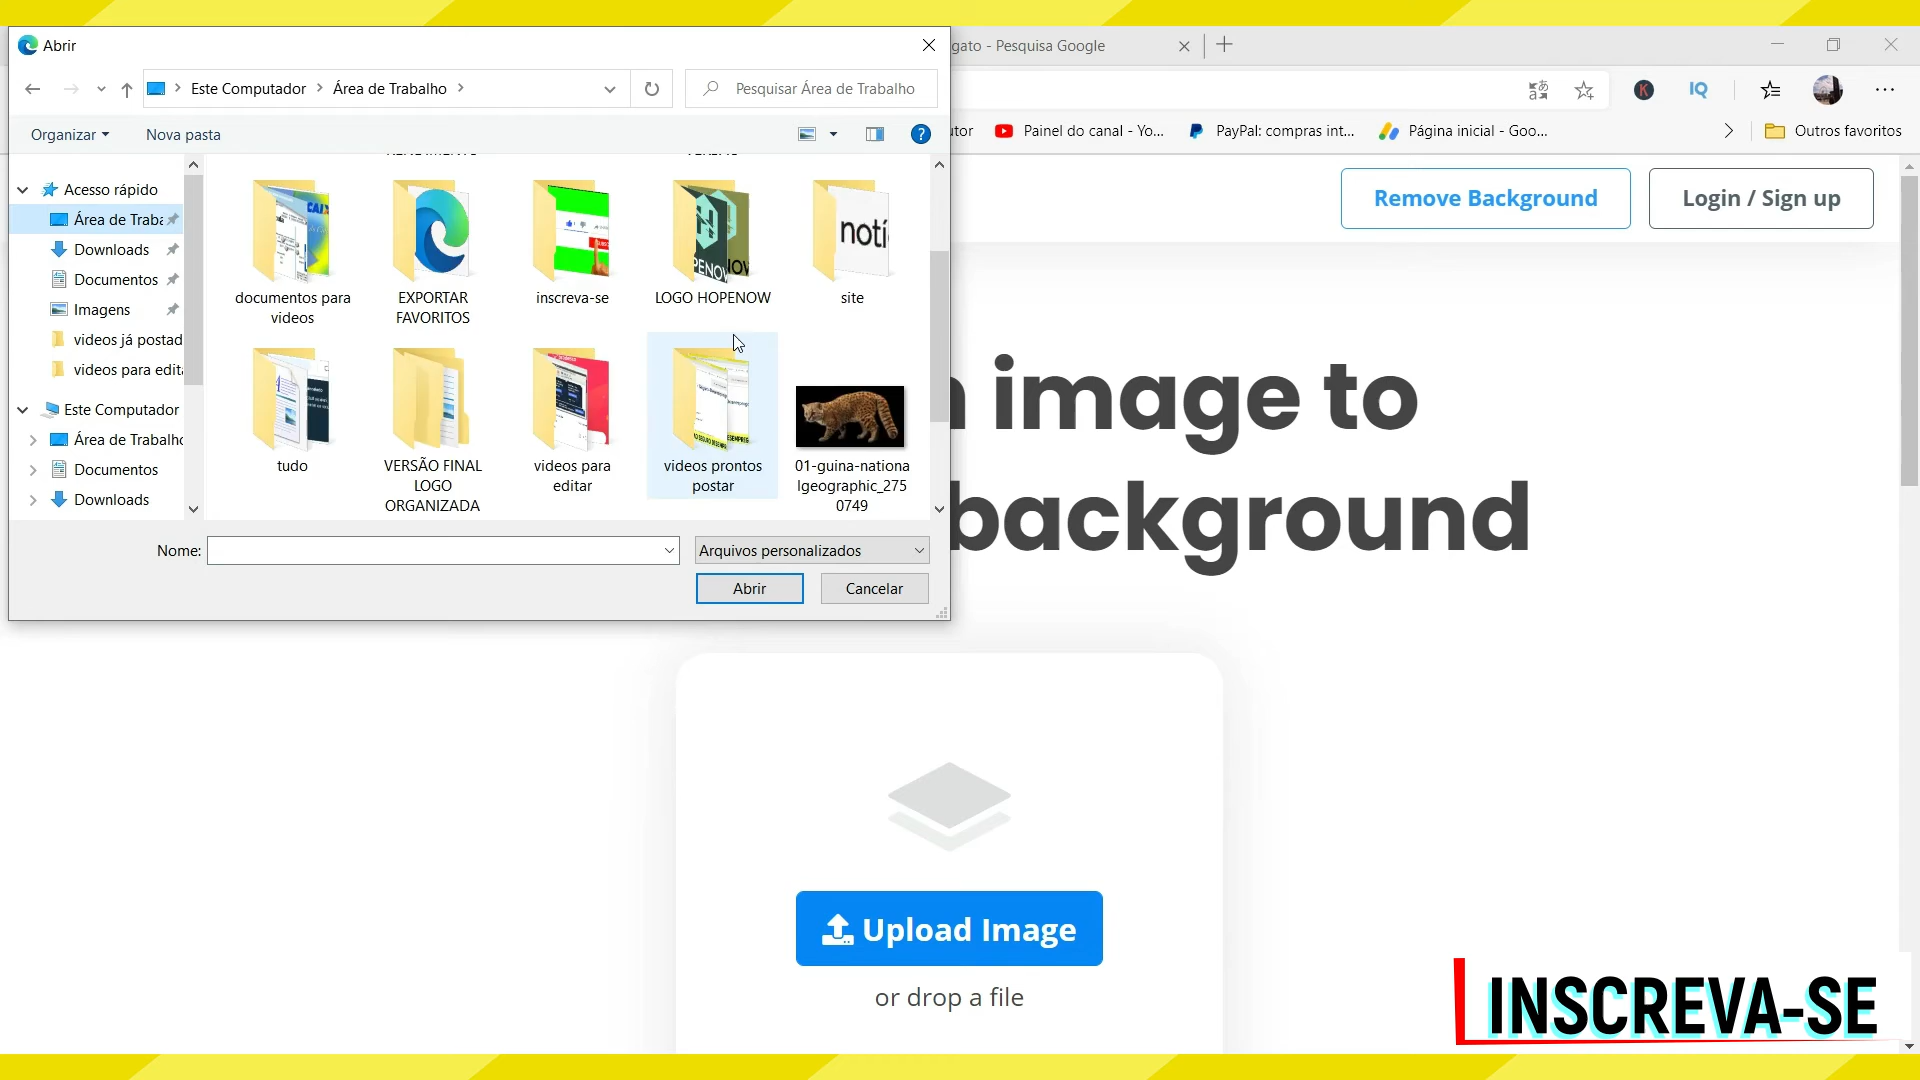 Abrir
gato - Pesquisa Google
Este Computador
Área de Trabalho
Pesquisar Área de Trabalho
IQ
K
Organizar
Nova pasta
utor
Painel do canal - Yo...
PayPal: compras int...
Página inicial - Goo...
Outros favoritos
Acesso rápido
Área de Traba
Downloads
Documentos
Imagens
videos já postad
videos para edita
Este Computador
Área de Trabalho
Documentos
Downloads
documentos para
videos
EXPORTAR
FAVORITOS
inscreva-se
LOGO HOPENOW
notí
site
tudo
VERSÃO FINAL
LOGO
ORGANIZADA
videos para
editar
videos prontos
postar
01-guina-nationa
lgeographic_275
0749
Nome:
Arquivos personalizados
Abrir
Cancelar
Remove Background
Login / Sign up
image to
background
Upload Image
or drop a file
INSCREVA-SE